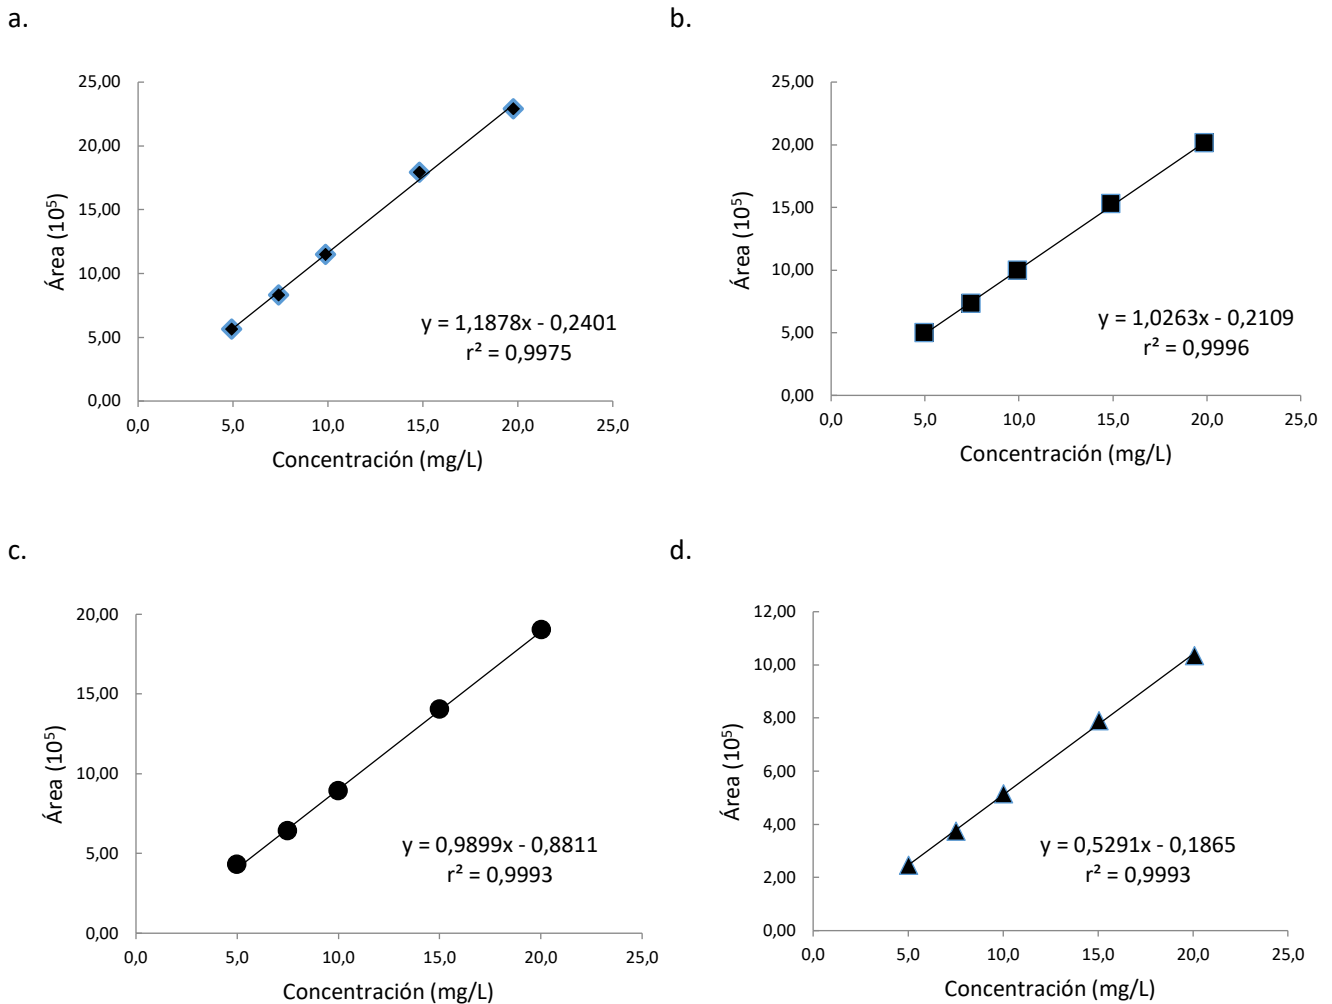 a.
25,00
20,00
15,00
10,00
5,00
0,00
Área (10⁵)
y = 1,1878x - 0,2401
r² = 0,9975
0,0 5,0 10,0 15,0 20,0 25,0
Concentración (mg/L)
b.
25,00
20,00
15,00
10,00
5,00
0,00
Área (10⁵)
y = 1,0263x - 0,2109
r² = 0,9996
0,0 5,0 10,0 15,0 20,0 25,0
Concentración (mg/L)
c.
20,00
15,00
10,00
5,00
0,00
Área (10⁵)
y = 0,9899x - 0,8811
r² = 0,9993
0,0 5,0 10,0 15,0 20,0 25,0
Concentración (mg/L)
d.
12,00
10,00
8,00
6,00
4,00
2,00
0,00
Área (10⁵)
y = 0,5291x - 0,1865
r² = 0,9993
0,0 5,0 10,0 15,0 20,0 25,0
Concentración (mg/L)